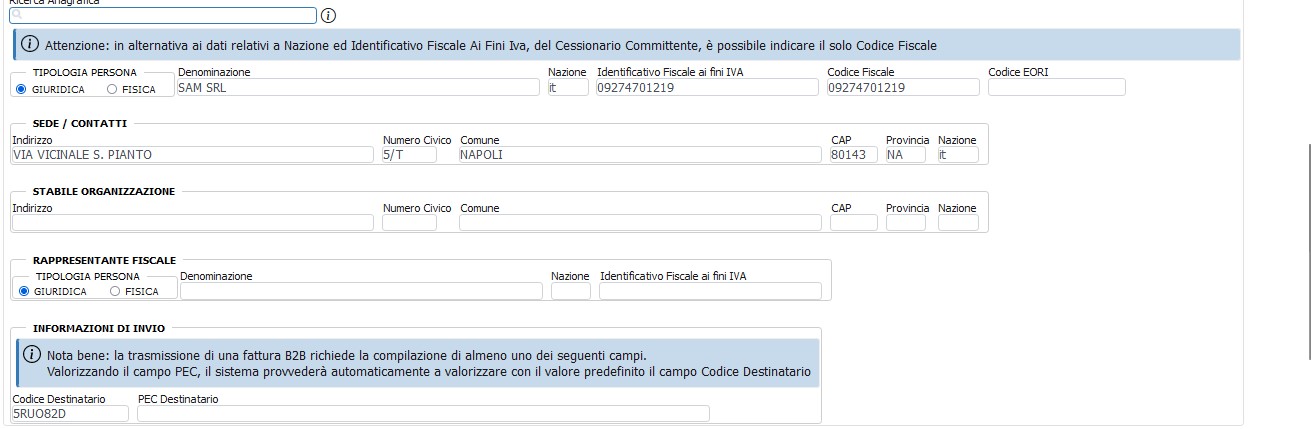 Ricerca Anagrafica
Attenzione: in alternativa ai dati relativi a Nazione ed Identificativo Fiscale Ai Fini Iva, del Cessionario Committente, è possibile indicare il solo Codice Fiscale
TIPOLOGIA PERSONA Denominazione Nazione Identificativo Fiscale ai fini IVA Codice Fiscale Codice EORI
GIURIDICA FISICA SAM SRL it 09274701219 09274701219
SEDE / CONTATTI
Indirizzo Numero Civico Comune CAP Provincia Nazione
VIA VICINALE S. PIANTO 5/T NAPOLI 80143 NA it
STABILE ORGANIZZAZIONE
Indirizzo Numero Civico Comune CAP Provincia Nazione
RAPPRESENTANTE FISCALE
TIPOLOGIA PERSONA Denominazione Nazione Identificativo Fiscale ai fini IVA
GIURIDICA FISICA
INFORMAZIONI DI INVIO
Nota bene: la trasmissione di una fattura B2B richiede la compilazione di almeno uno dei seguenti campi.
Valorizzando il campo PEC, il sistema provvederà automaticamente a valorizzare con il valore predefinito il campo Codice Destinatario
Codice Destinatario PEC Destinatario
5RUO82D